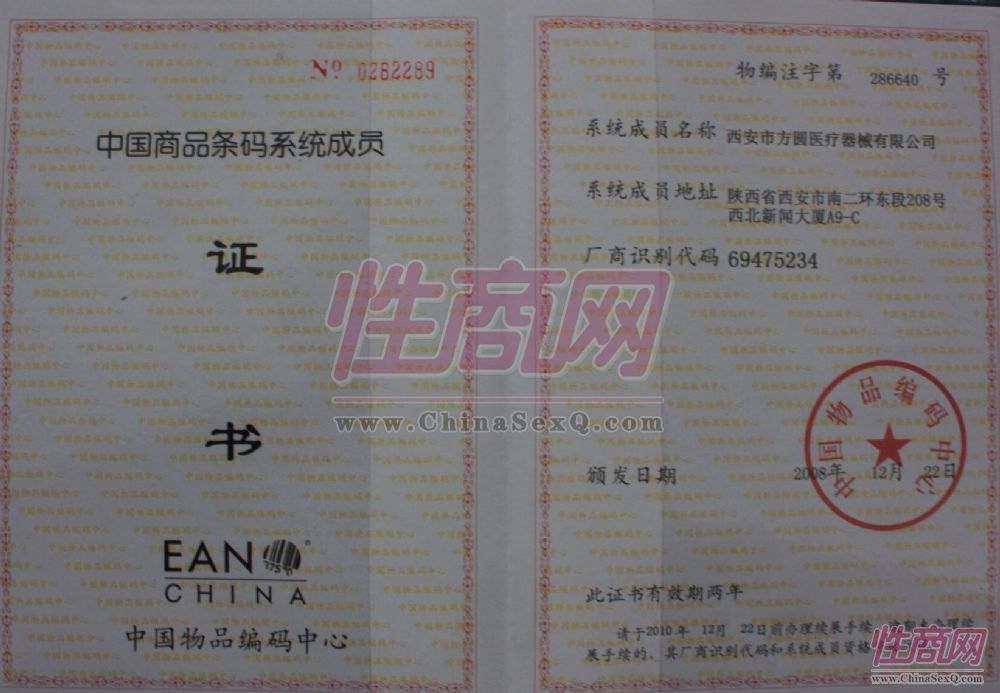 No 0282289
中国商品条码系统成员
证
书
EAN
CHINA
中国物品编码中心
物编注字第 286640 号
系统成员名称 西安市方圆医疗器械有限公司
系统成员地址 陕西省西安市南二环东段208号
西北新闻大厦A9-C
厂商识别代码 69475234
中国物品编码中心
颁发日期 2008年 12月 22日
此证书有效期两年
请于2010年 12月 22日前办理续展手续
展手续的，其厂商识别代码和系统成员资格
性商网
www.ChinaSexQ.com
性商网
www.ChinaSexQ.com